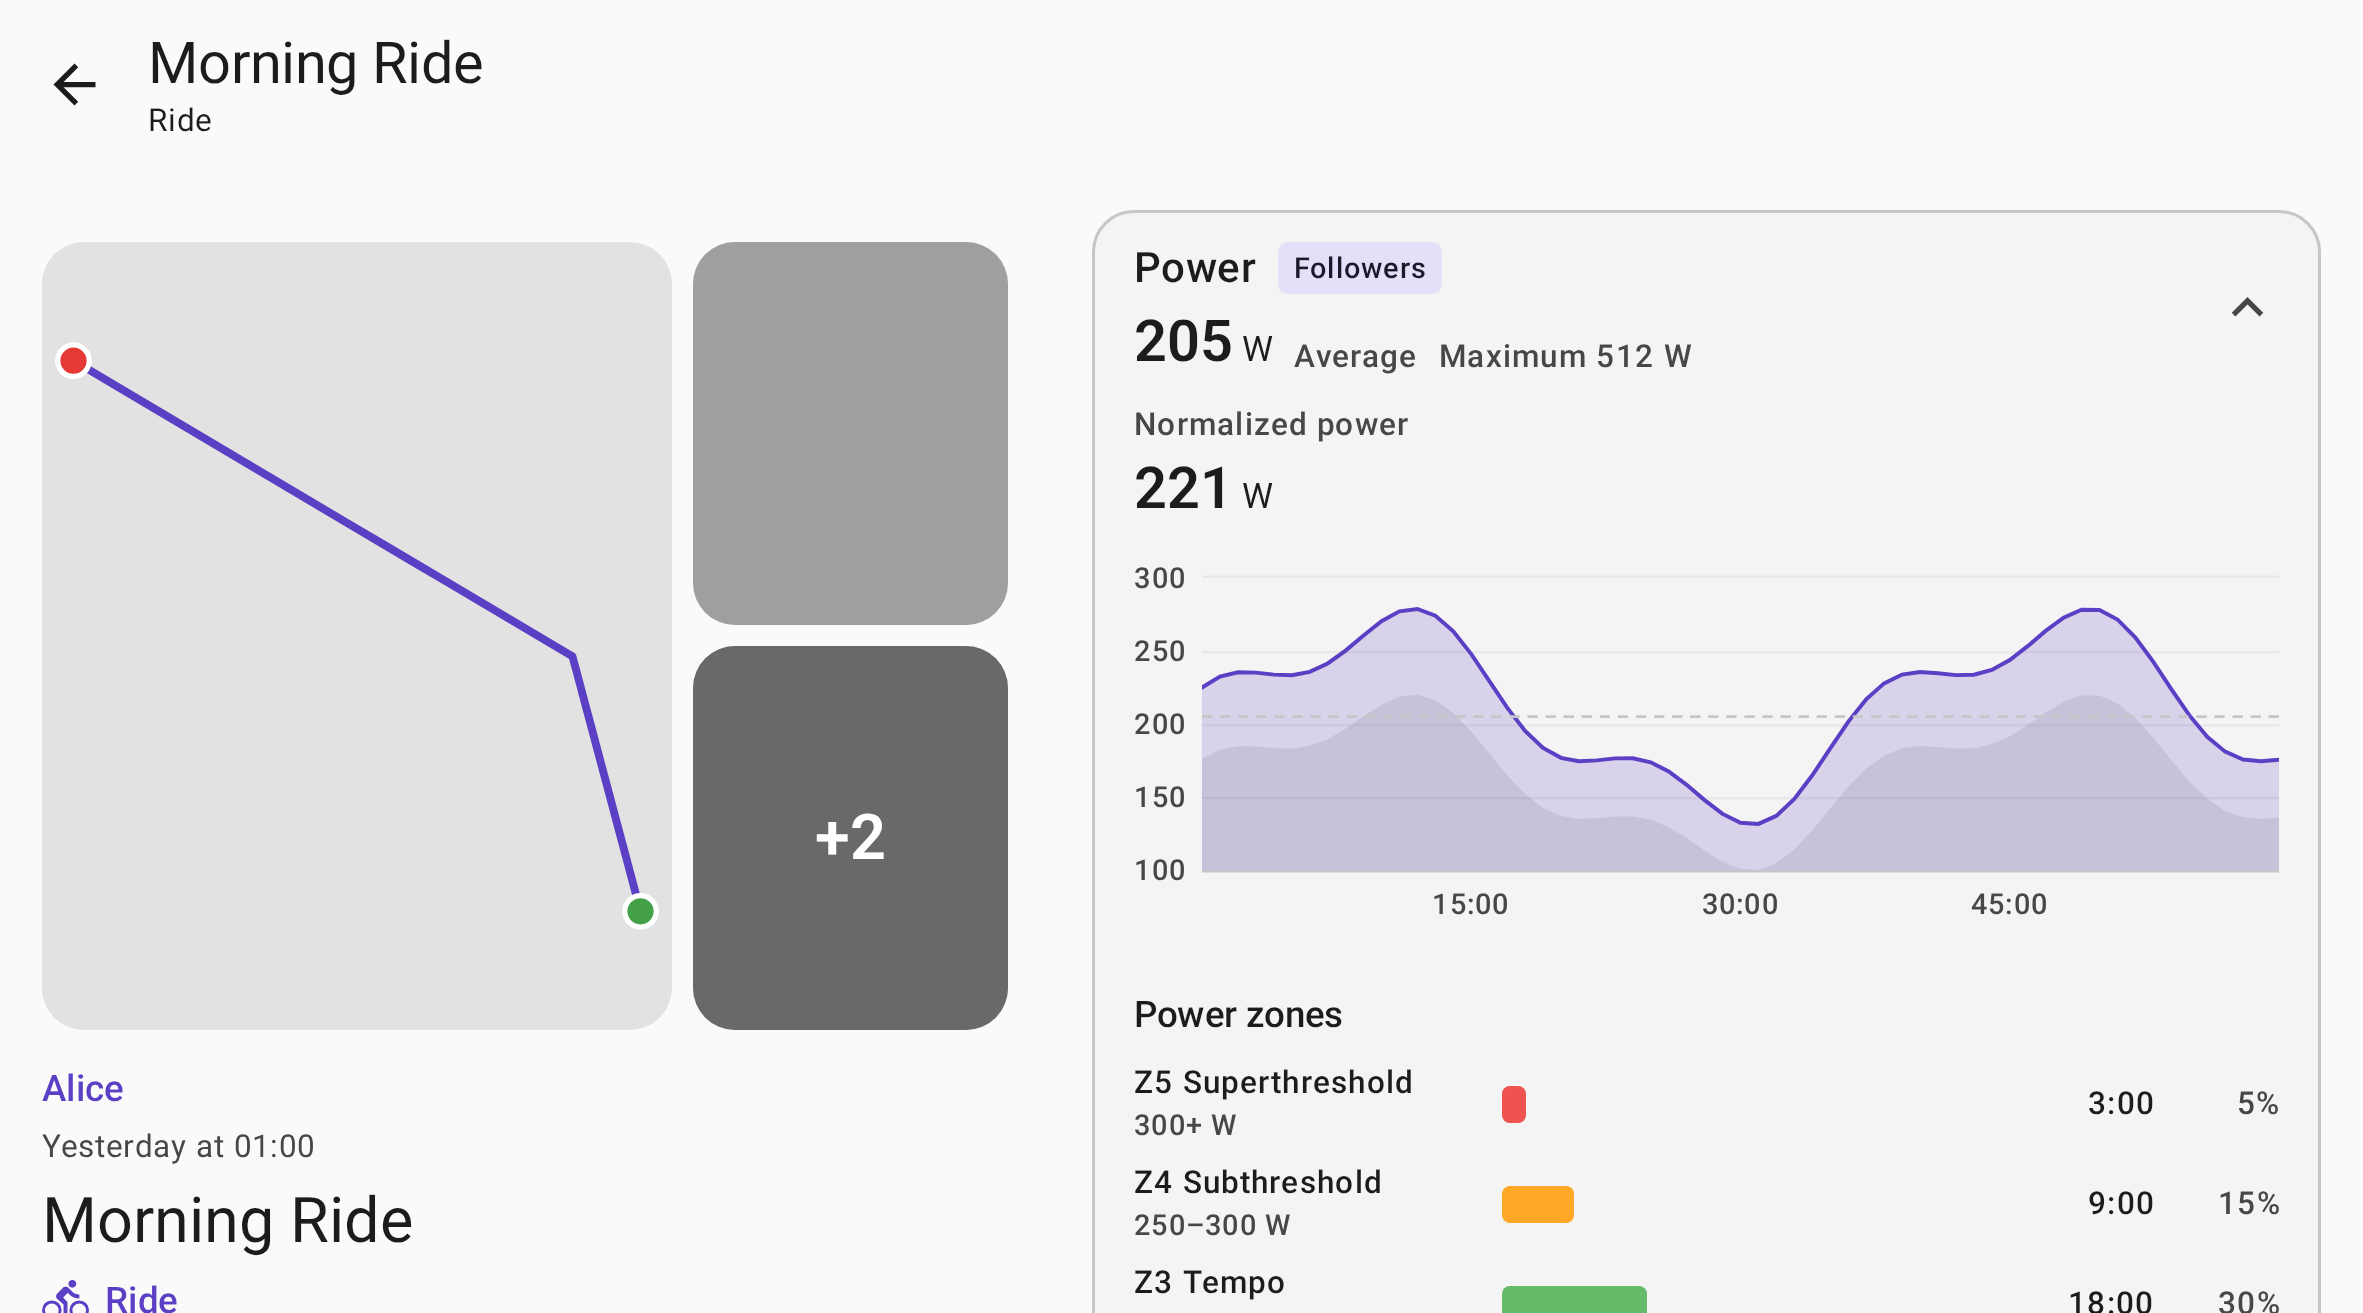 Morning Ride
Ride
+2
Alice
Yesterday at 01:00
Morning Ride
Ride
Power Followers
205 W Average Maximum 512 W
Normalized power
221 W
300
250
200
150
100
15:00 30:00 45:00
Power zones
Z5 Superthreshold
300+ W
3:00 5%
Z4 Subthreshold
250–300 W
9:00 15%
Z3 Tempo
18:00 30%